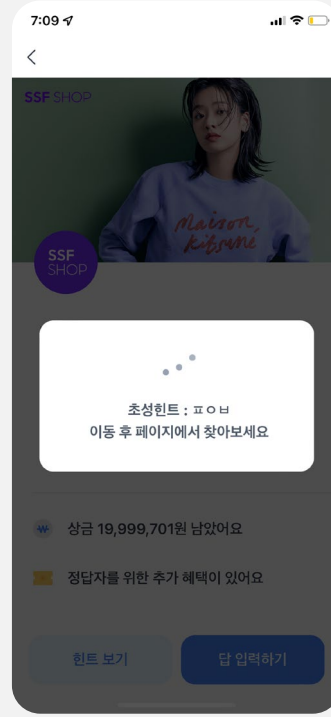 7:09
SSF SHOP
Maison
Kitsuné
SSF
SHOP
초성힌트 : ㅍㅇㅂ
이동 후 페이지에서 찾아보세요
₩ 상금 19,999,701원 남았어요
정답자를 위한 추가 혜택이 있어요
힌트 보기
답 입력하기